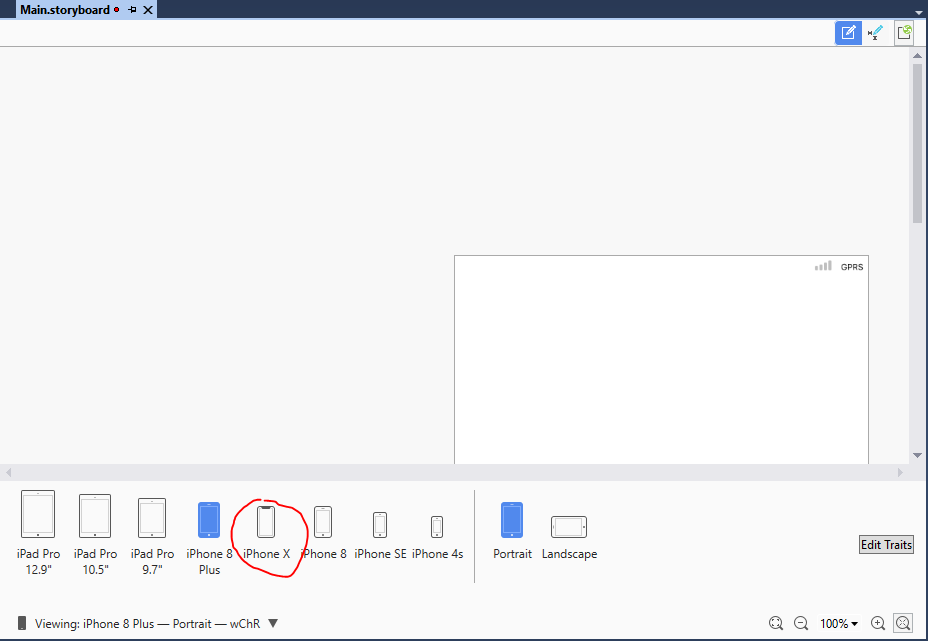 Main.storyboard
GPRS
iPad Pro 12.9"
iPad Pro 10.5"
iPad Pro 9.7"
iPhone 8 Plus
iPhone X
iPhone 8
iPhone SE
iPhone 4s
Portrait
Landscape
Edit Traits
Viewing: iPhone 8 Plus — Portrait — wChR
100%